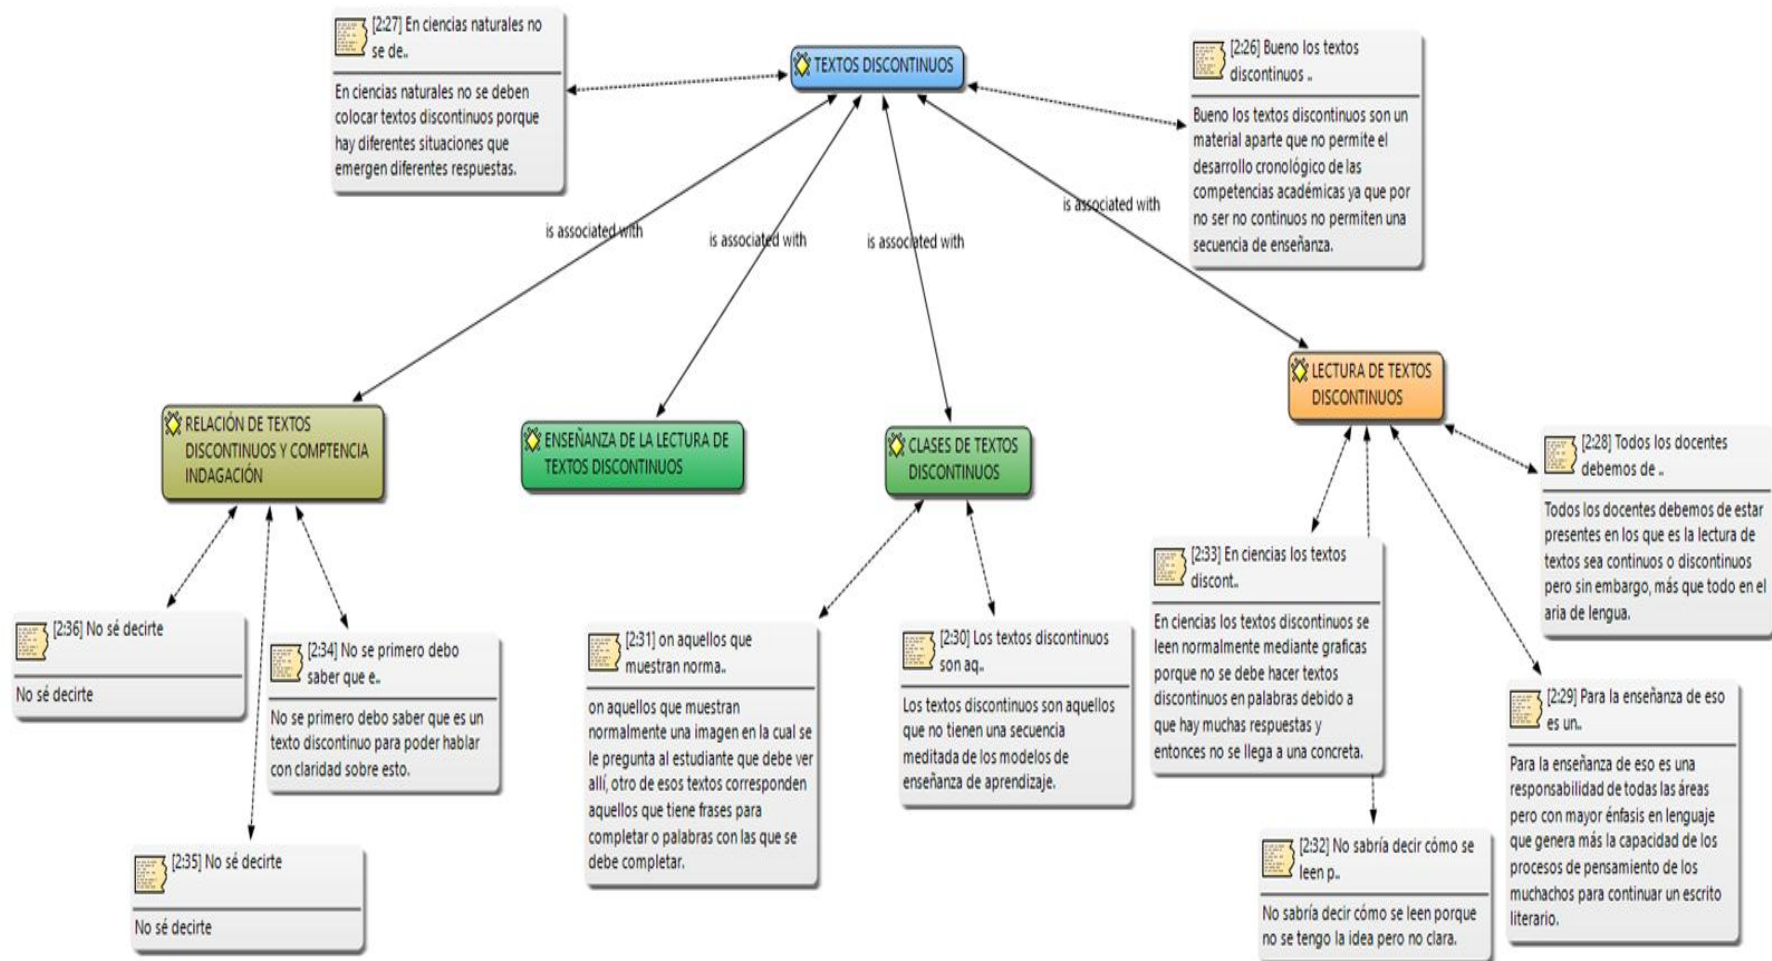 [2:27] En ciencias naturales no
se de..
En ciencias naturales no se deben
colocar textos discontinuos porque
hay diferentes situaciones que
emergen diferentes respuestas.
TEXTOS DISCONTINUOS
[2:26] Bueno los textos
discontinuos ..
Bueno los textos discontinuos son un
material aparte que no permite el
desarrollo cronológico de las
competencias académicas ya que por
no ser no continuos no permiten una
secuencia de enseñanza.
is associated with
is associated with
is associated with
is associated with
RELACIÓN DE TEXTOS
DISCONTINUOS Y COMPTENCIA
INDAGACIÓN
ENSEÑANZA DE LA LECTURA DE
TEXTOS DISCONTINUOS
CLASES DE TEXTOS
DISCONTINUOS
LECTURA DE TEXTOS
DISCONTINUOS
[2:36] No sé decirte
No sé decirte
[2:34] No se primero debo
saber que e..
No se primero debo saber que es un
texto discontinuo para poder hablar
con claridad sobre esto.
[2:35] No sé decirte
No sé decirte
[2:31] on aquellos que
muestran norma..
on aquellos que muestran
normalmente una imagen en la cual se
le pregunta al estudiante que debe ver
allí, otro de esos textos corresponden
aquellos que tiene frases para
completar o palabras con las que se
debe completar.
[2:30] Los textos discontinuos
son aq..
Los textos discontinuos son aquellos
que no tienen una secuencia
meditada de los modelos de
enseñanza de aprendizaje.
[2:33] En ciencias los textos
discont..
En ciencias los textos discontinuos se
leen normalmente mediante graficas
porque no se debe hacer textos
discontinuos en palabras debido a
que hay muchas respuestas y
entonces no se llega a una concreta.
[2:32] No sabría decir cómo se
leen p..
No sabría decir cómo se leen porque
no se tengo la idea pero no clara.
[2:28] Todos los docentes
debemos de ..
Todos los docentes debemos de estar
presentes en los que es la lectura de
textos sea continuos o discontinuos
pero sin embargo, más que todo en el
aria de lengua.
[2:29] Para la enseñanza de eso
es un..
Para la enseñanza de eso es una
responsabilidad de todas las áreas
pero con mayor énfasis en lenguaje
que genera más la capacidad de los
procesos de pensamiento de los
muchachos para continuar un escrito
literario.